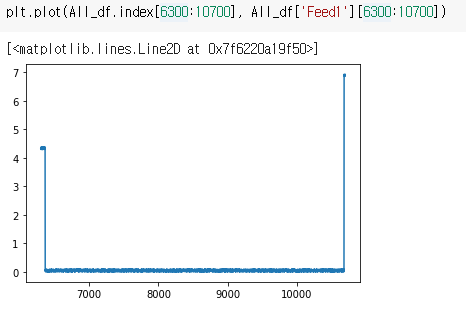 plt.plot(All_df.index[6300:10700], All_df['Feed1'][6300:10700])
[<matplotlib.lines.Line2D at 0x7f6220a19f50>]
7
6
5
4
3
2
1
0
7000 8000 9000 10000